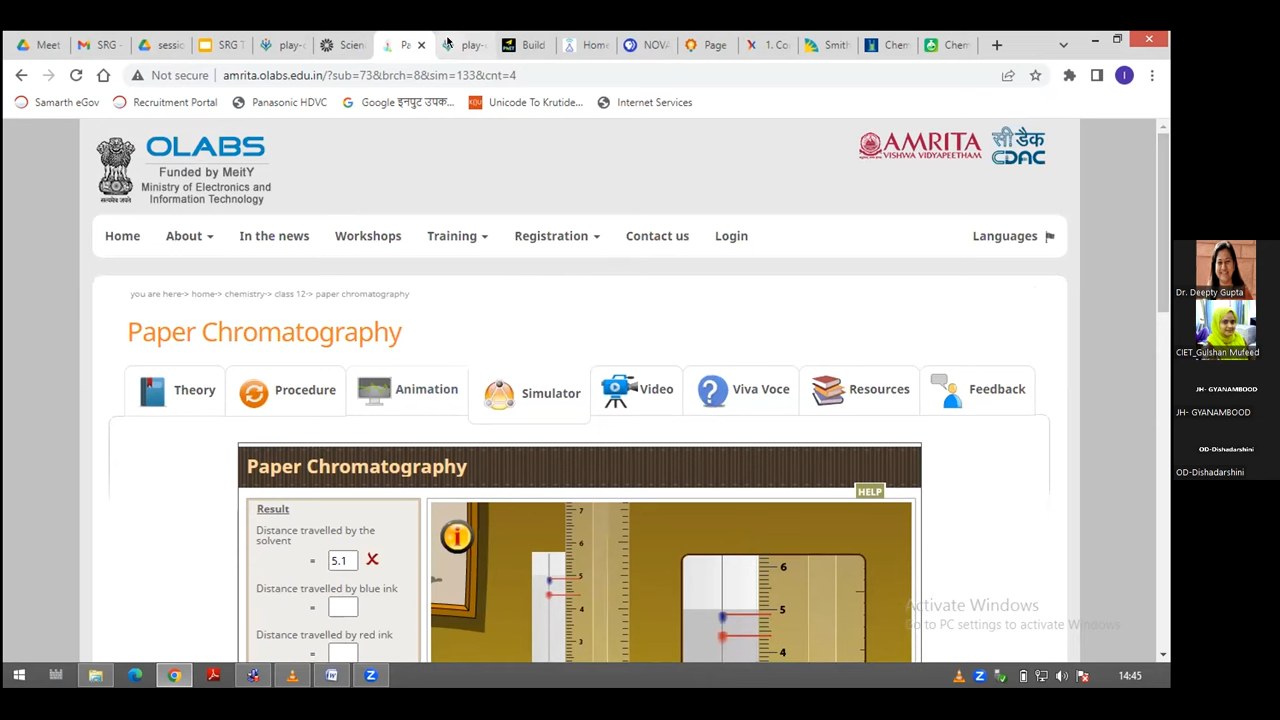 Meet
SRG -
sessio
SRG T
play-c
Scien
Pa
play-
Build
Home
NOVA
Page
1. Co
Smith
Chem
Chem
Not secure
amrita.olabs.edu.in/?sub=73&brch=8&sim=133&cnt=4
Samarth eGov
Recruitment Portal
Panasonic HDVC
Google इनपुट उपक...
Unicode To Krutide...
Internet Services
सत्यमेव जयते
OLABS
Funded by MeitY
Ministry of Electronics and
Information Technology
AMRITA
VISHWA VIDYAPEETHAM
सी डैक
CDAC
Home
About
In the news
Workshops
Training
Registration
Contact us
Login
Languages
you are here-> home-> chemistry-> class 12-> paper chromatography
Paper Chromatography
Theory
Procedure
Animation
Simulator
Video
Viva Voce
Resources
Feedback
Paper Chromatography
HELP
Result
Distance travelled by the
solvent
= 5.1 X
Distance travelled by blue ink
=
Distance travelled by red ink
=
7
6
5
4
3
6
5
4
Activate Windows
Go to PC settings to activate Windows.
14:45
Dr. Deepty Gupta
CIET_Gulshan Mufeed
JH- GYANAMBOOD
JH- GYANAMBOOD
OD-Dishadarshini
OD-Dishadarshini